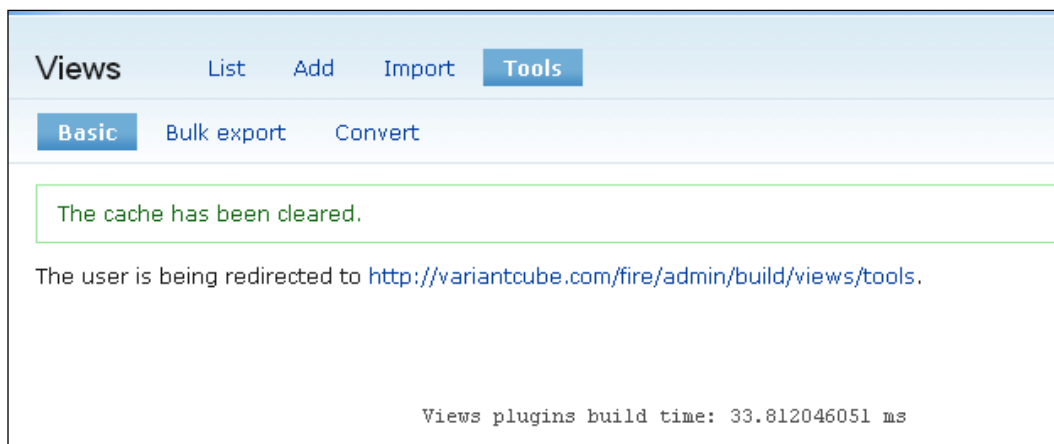 Views List Add Import Tools
Basic Bulk export Convert
The cache has been cleared.
The user is being redirected to http://variantcube.com/fire/admin/build/views/tools.
Views plugins build time: 33.812046051 ms